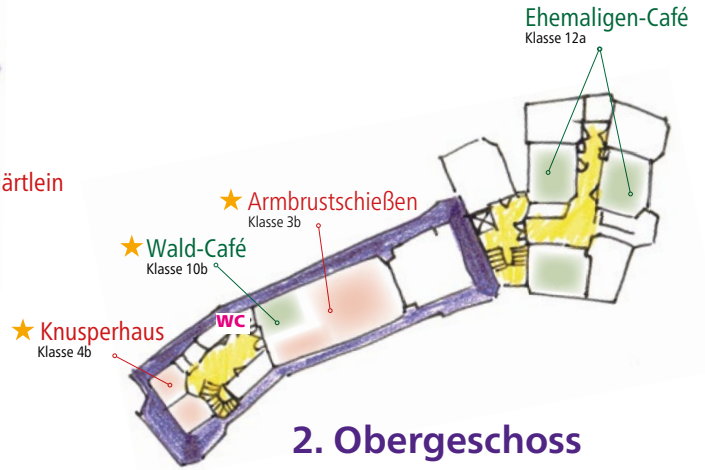 Ehemaligen-Café
Klasse 12a
ärtlein
Armbrustschießen
Klasse 3b
Wald-Café
Klasse 10b
WC
Knusperhaus
Klasse 4b
2. Obergeschoss